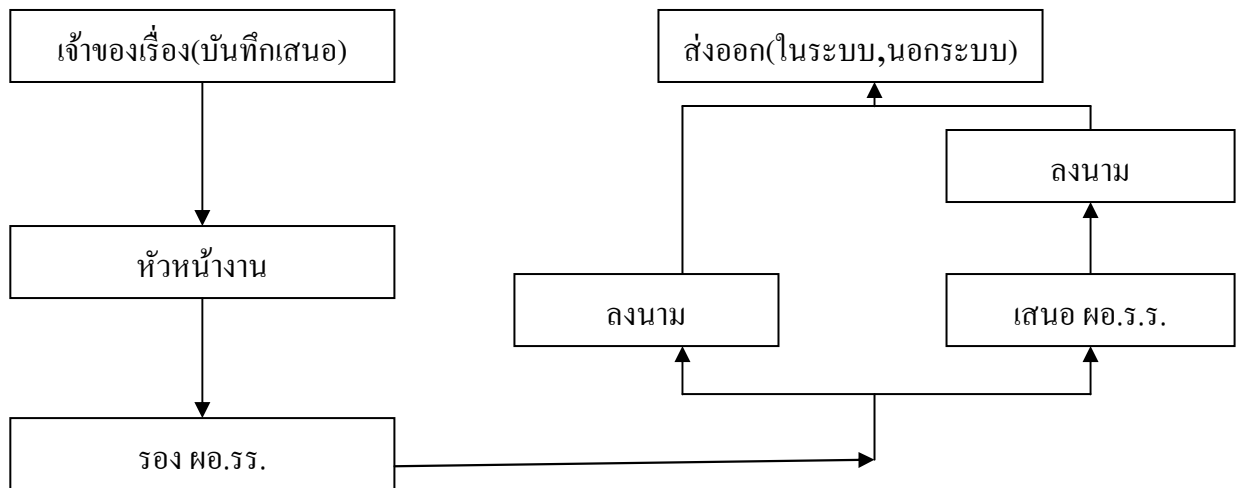 เจ้าของเรื่อง(บันทึกเสนอ)
หัวหน้างาน
รอง ผอ.รร.
ส่งออก(ในระบบ,นอกระบบ)
ลงนาม
ลงนาม
เสนอ ผอ.ร.ร.